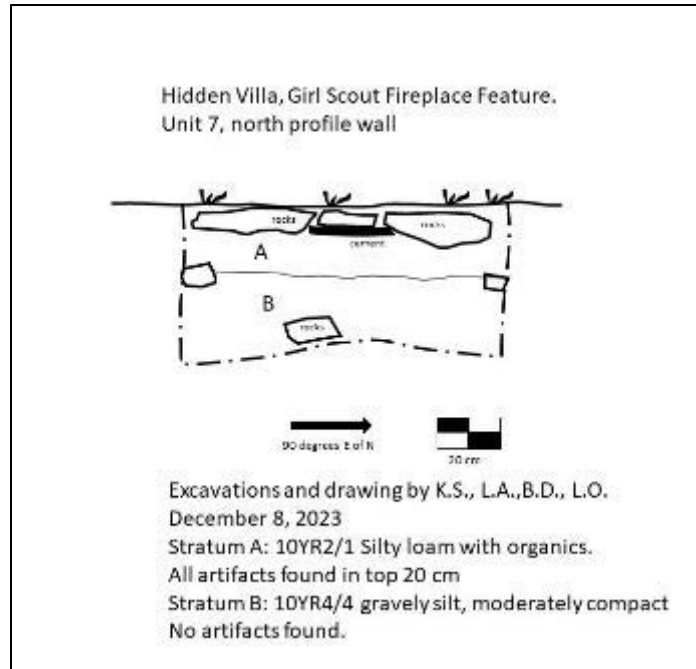 Hidden Villa, Girl Scout Fireplace Feature.
Unit 7, north profile wall
rocks
rocks
cement
A
B
rocks
90 degrees E of N
20 cm
Excavations and drawing by K.S., L.A.,B.D., L.O.
December 8, 2023
Stratum A: 10YR2/1 Silty loam with organics.
All artifacts found in top 20 cm
Stratum B: 10YR4/4 gravely silt, moderately compact
No artifacts found.